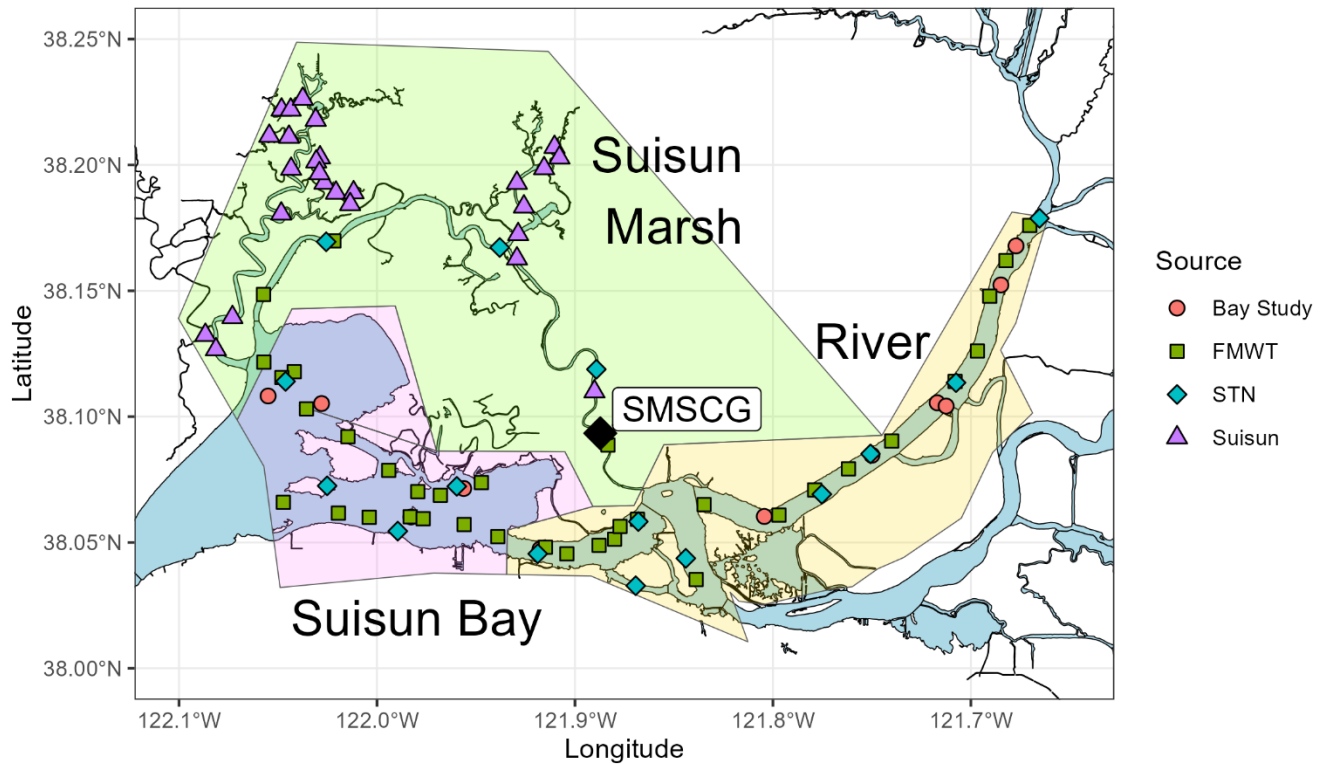 38.25°N
38.20°N
38.15°N
38.10°N
38.05°N
38.00°N
Latitude
Suisun
Marsh
River
SMSCG
Suisun Bay
122.1°W
122.0°W
121.9°W
121.8°W
121.7°W
Longitude
Source
Bay Study
FMWT
STN
Suisun